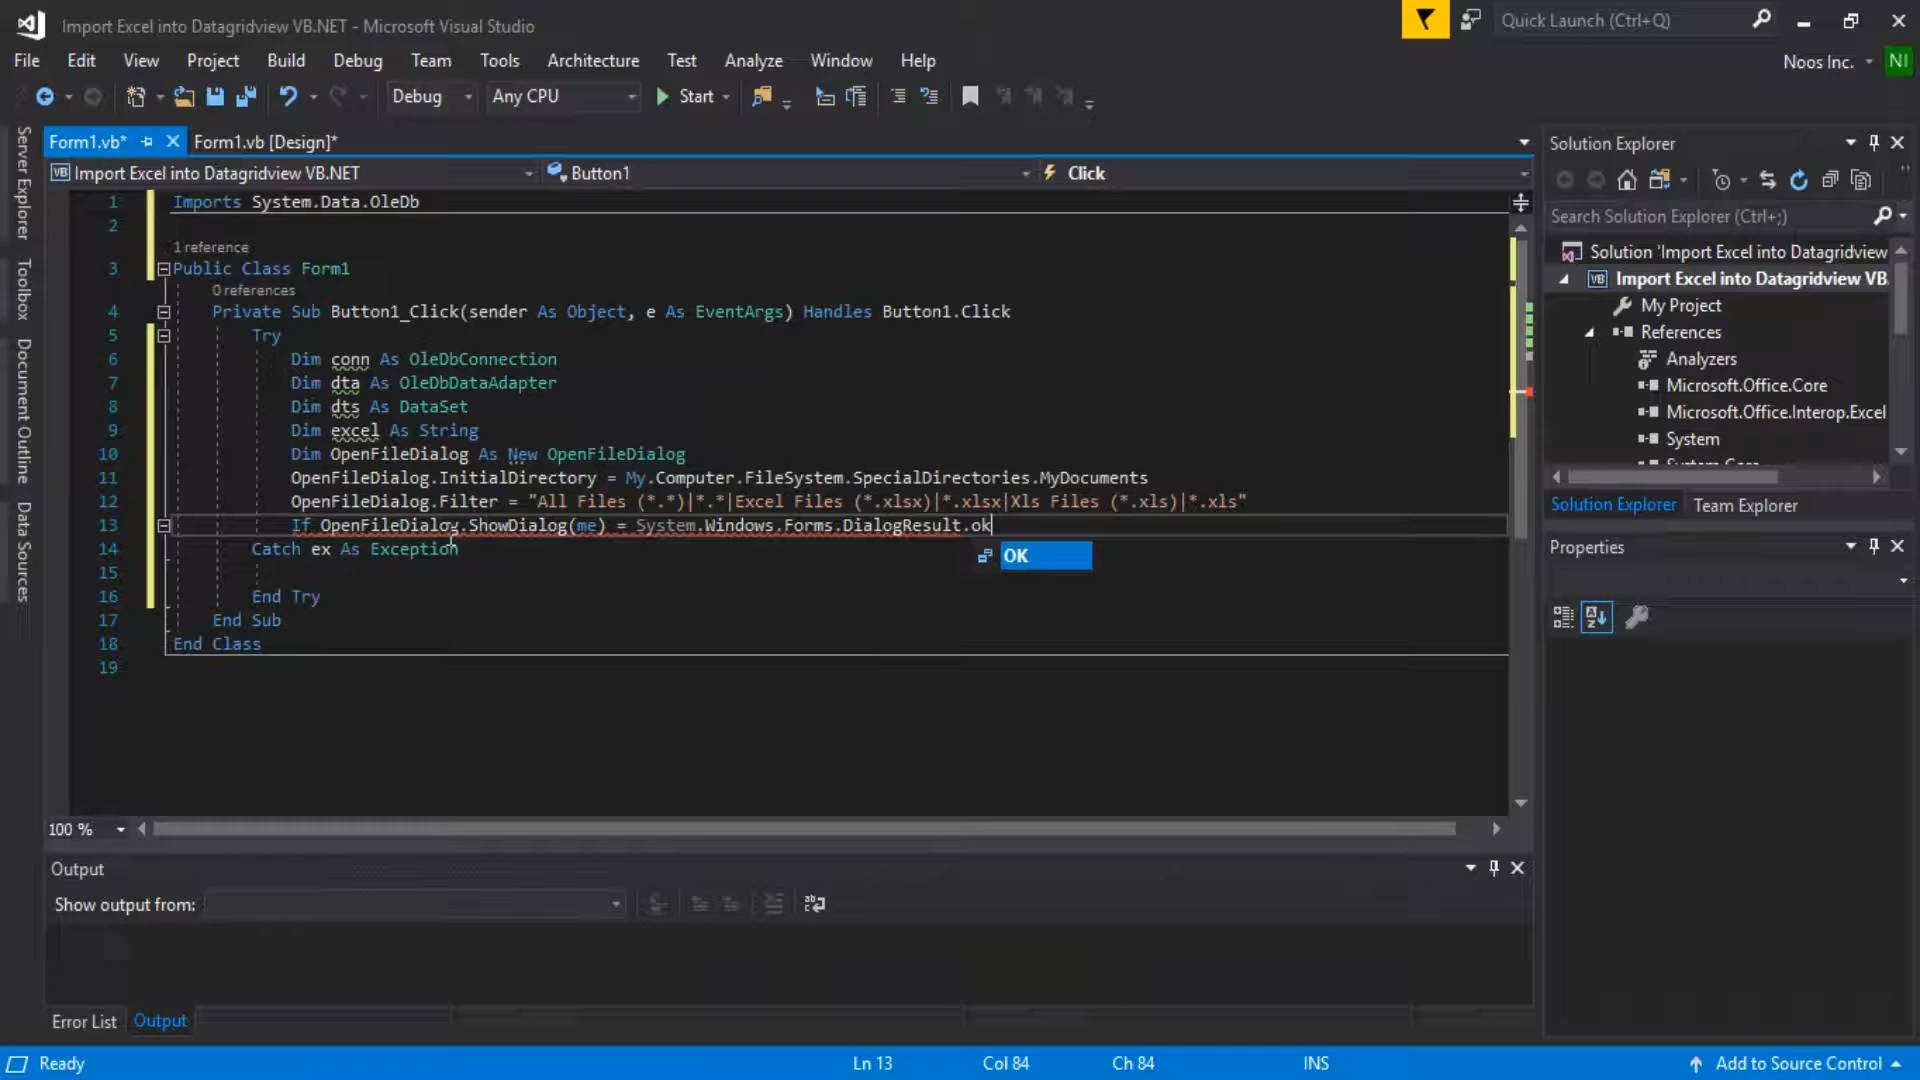 Import Excel into Datagridview VB.NET - Microsoft Visual Studio
Quick Launch (Ctrl+Q)
File Edit View Project Build Debug Team Tools Architecture Test Analyze Window Help
Noos Inc. NI
Debug Any CPU Start
Form1.vb* Form1.vb [Design]*
Import Excel into Datagridview VB.NET Button1 Click
Server Explorer
Toolbox
Document Outline
Data Sources
1 Imports System.Data.OleDb
2
1 reference
3 Public Class Form1
0 references
4 Private Sub Button1_Click(sender As Object, e As EventArgs) Handles Button1.Click
5 Try
6 Dim conn As OleDbConnection
7 Dim dta As OleDbDataAdapter
8 Dim dts As DataSet
9 Dim excel As String
10 Dim OpenFileDialog As New OpenFileDialog
11 OpenFileDialog.InitialDirectory = My.Computer.FileSystem.SpecialDirectories.MyDocuments
12 OpenFileDialog.Filter = "All Files (*.*)|*.*|Excel Files (*.xlsx)|*.xlsx|Xls Files (*.xls)|*.xls"
13 If OpenFileDialog.ShowDialog(me) = System.Windows.Forms.DialogResult.ok
OK
14 Catch ex As Exception
15
16 End Try
17 End Sub
18 End Class
19
100 %
Output
Show output from:
Error List Output
Solution Explorer
Search Solution Explorer (Ctrl+;)
Solution 'Import Excel into Datagridview
VB Import Excel into Datagridview VB.
My Project
References
Analyzers
Microsoft.Office.Core
Microsoft.Office.Interop.Excel
System
System.Core
Solution Explorer Team Explorer
Properties
Ready Ln 13 Col 84 Ch 84 INS Add to Source Control